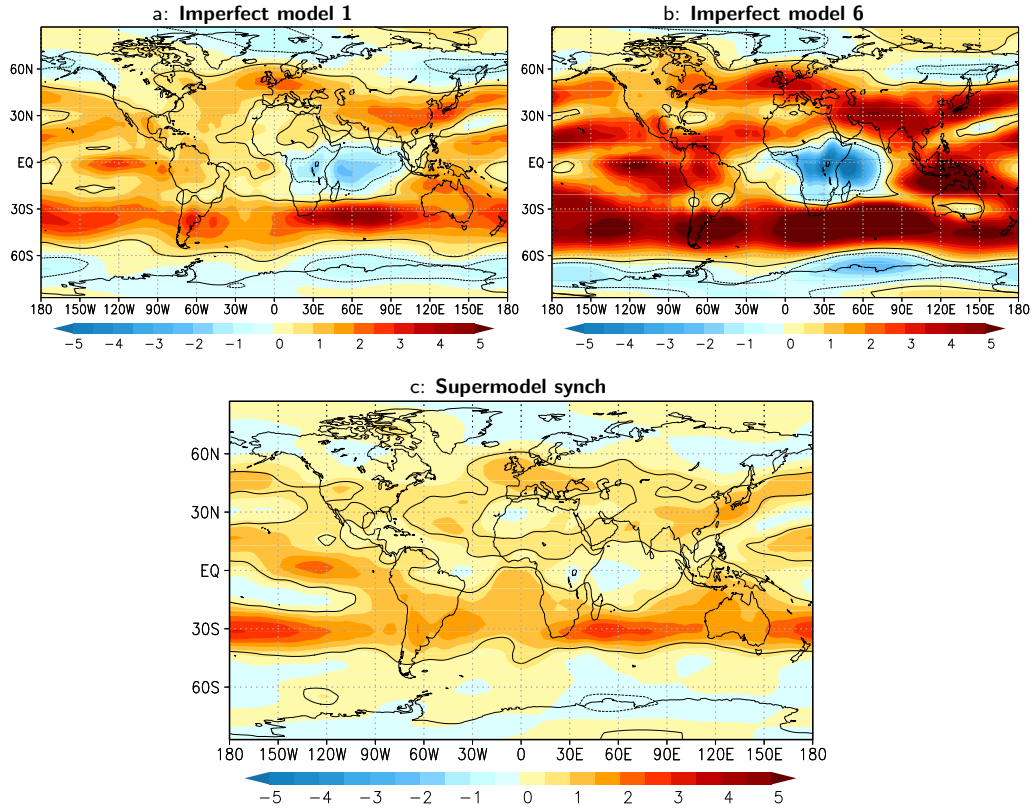 a: Imperfect model 1
60N
30N
EQ
30S
60S
180 150W 120W 90W 60W 30W 0 30E 60E 90E 120E 150E 180
−5 −4 −3 −2 −1 0 1 2 3 4 5
b: Imperfect model 6
60N
30N
EQ
30S
60S
180 150W 120W 90W 60W 30W 0 30E 60E 90E 120E 150E 180
−5 −4 −3 −2 −1 0 1 2 3 4 5
c: Supermodel synch
60N
30N
EQ
30S
60S
180 150W 120W 90W 60W 30W 0 30E 60E 90E 120E 150E 180
−5 −4 −3 −2 −1 0 1 2 3 4 5